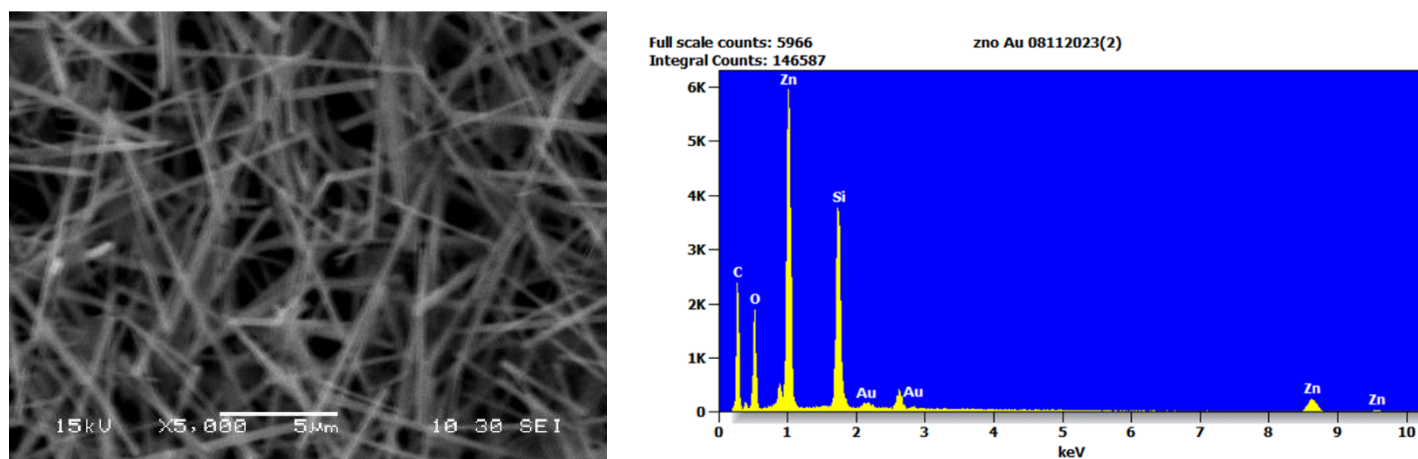 15kV X5,000 5µm 10 30 SEI
Full scale counts: 5966 zno Au 08112023(2)
Integral Counts: 146587
6K
5K
4K
3K
2K
1K
0
Zn
Si
C
O
Au
Au
Zn
Zn
0 1 2 3 4 5 6 7 8 9 10
keV